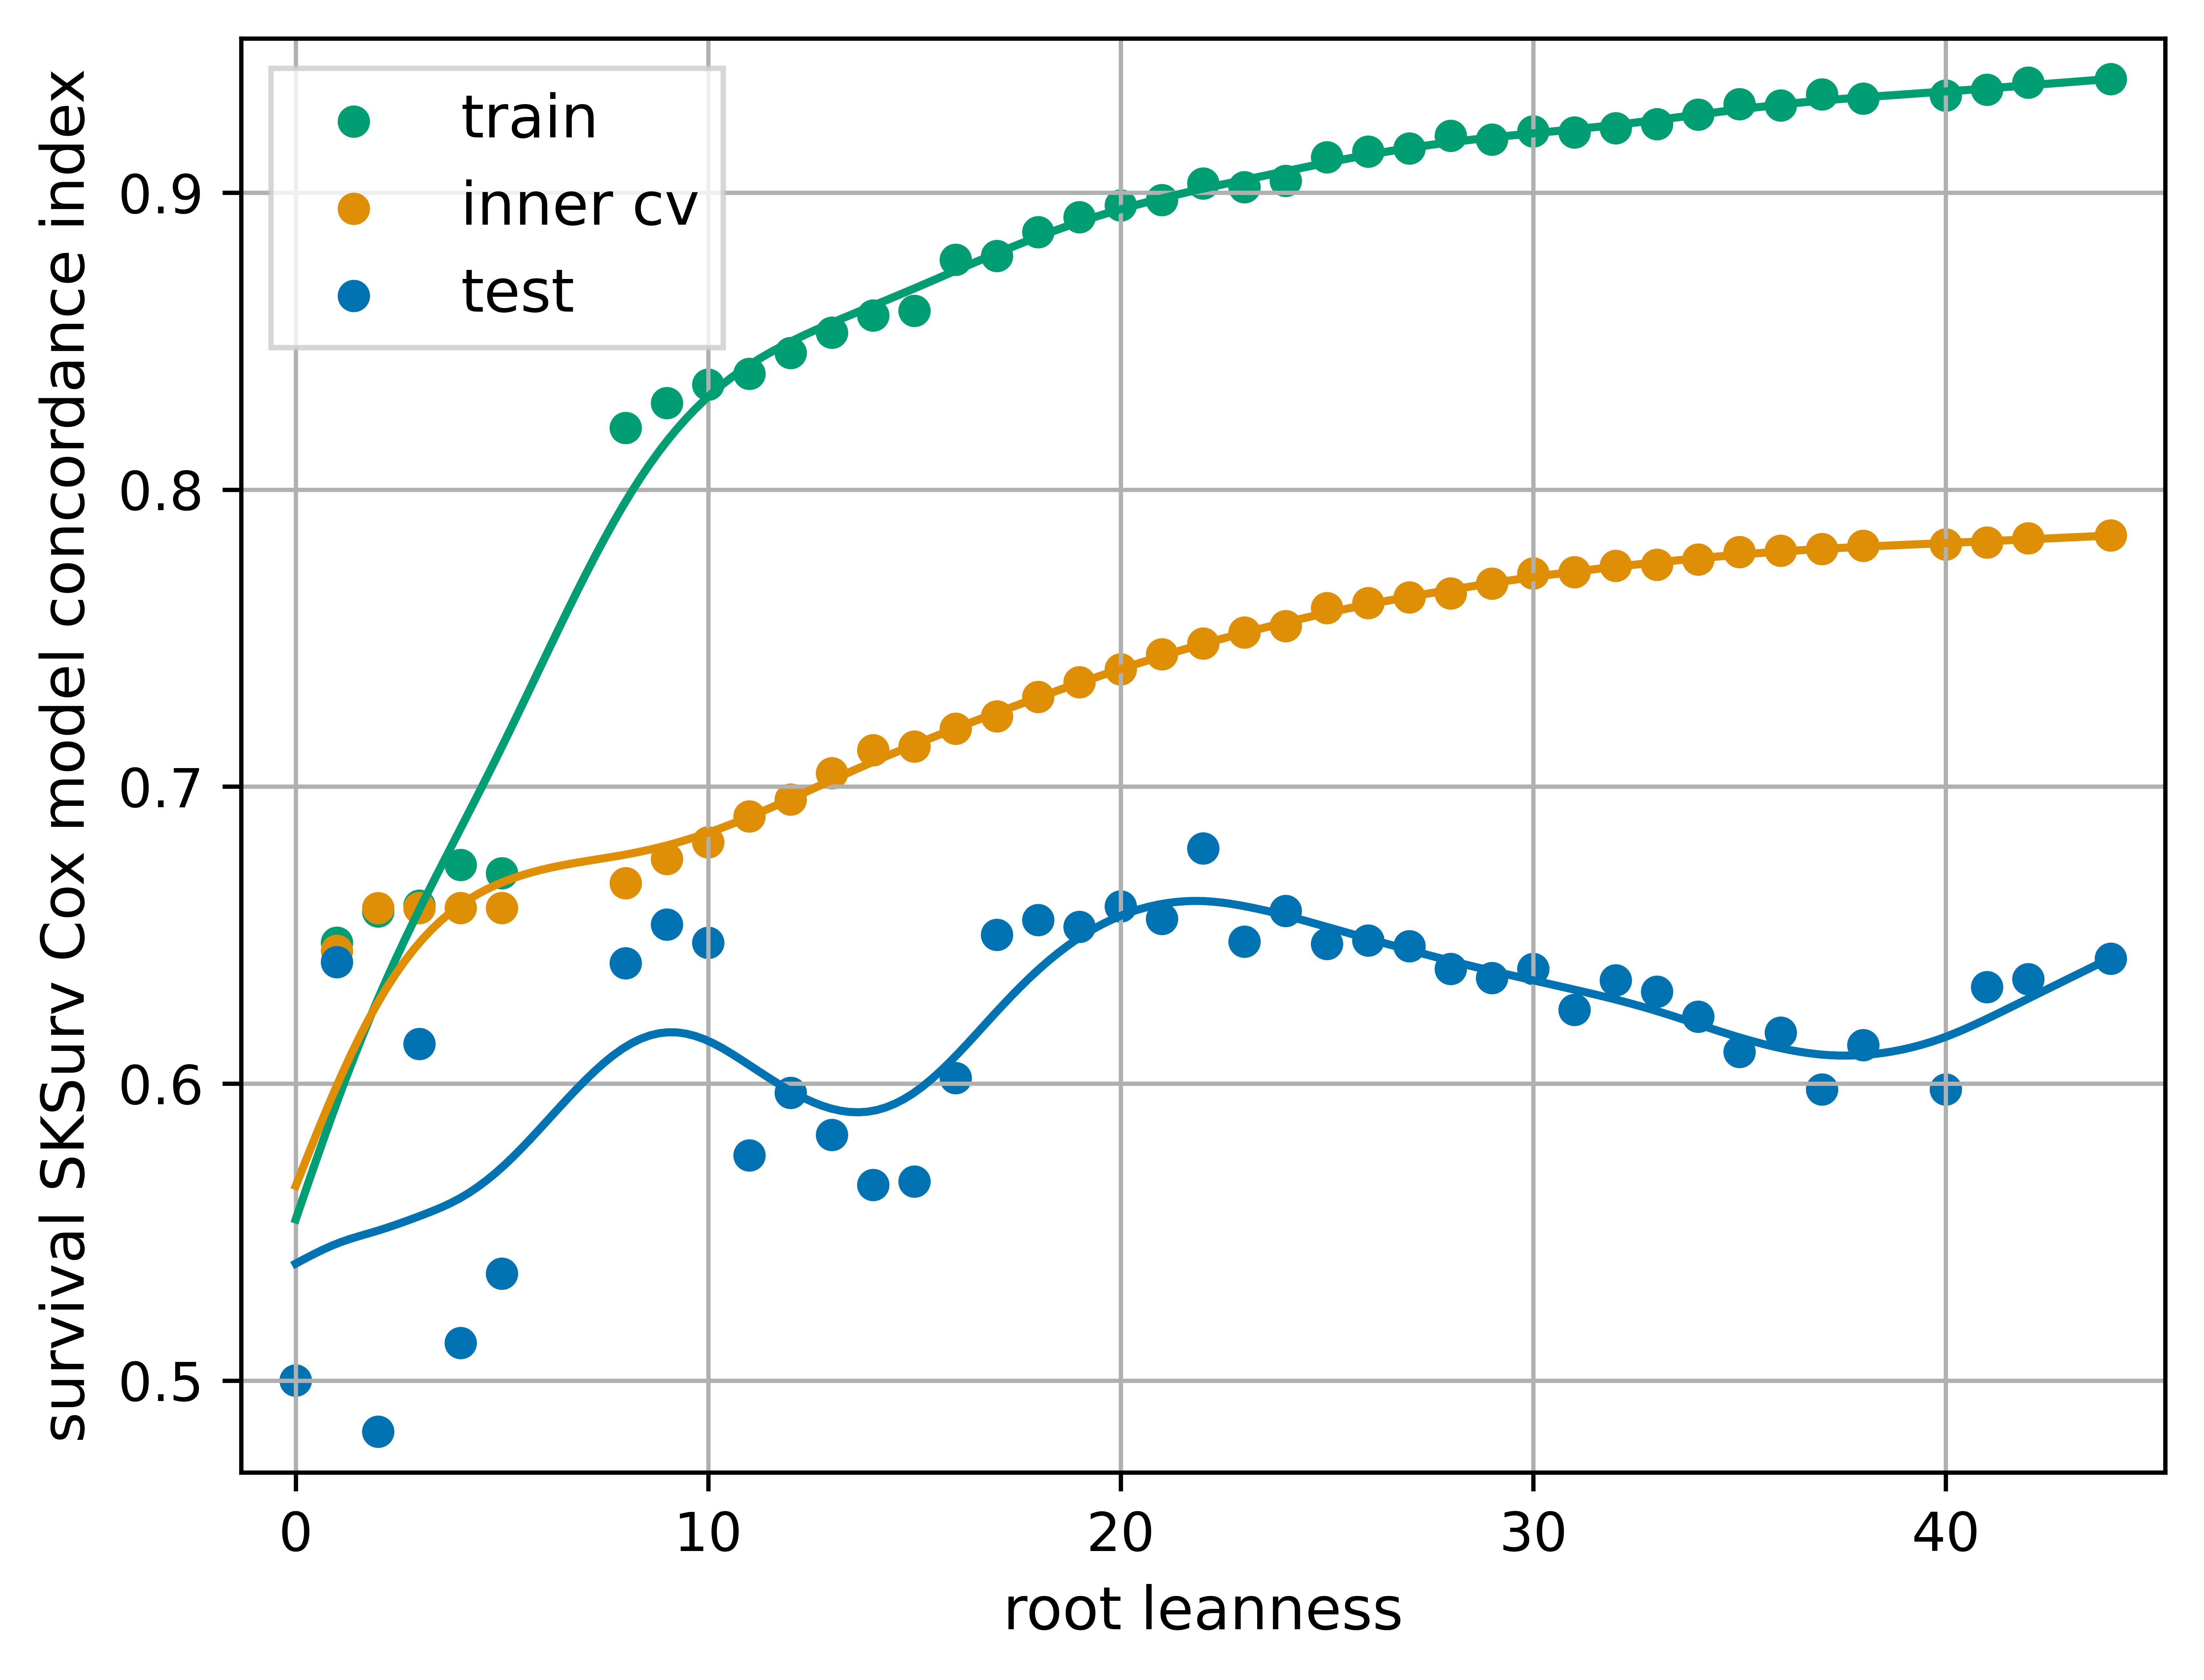 survival SKSurv Cox model concordance index
train
inner cv
test
0.9
0.8
0.7
0.6
0.5
0 10 20 30 40
root leanness